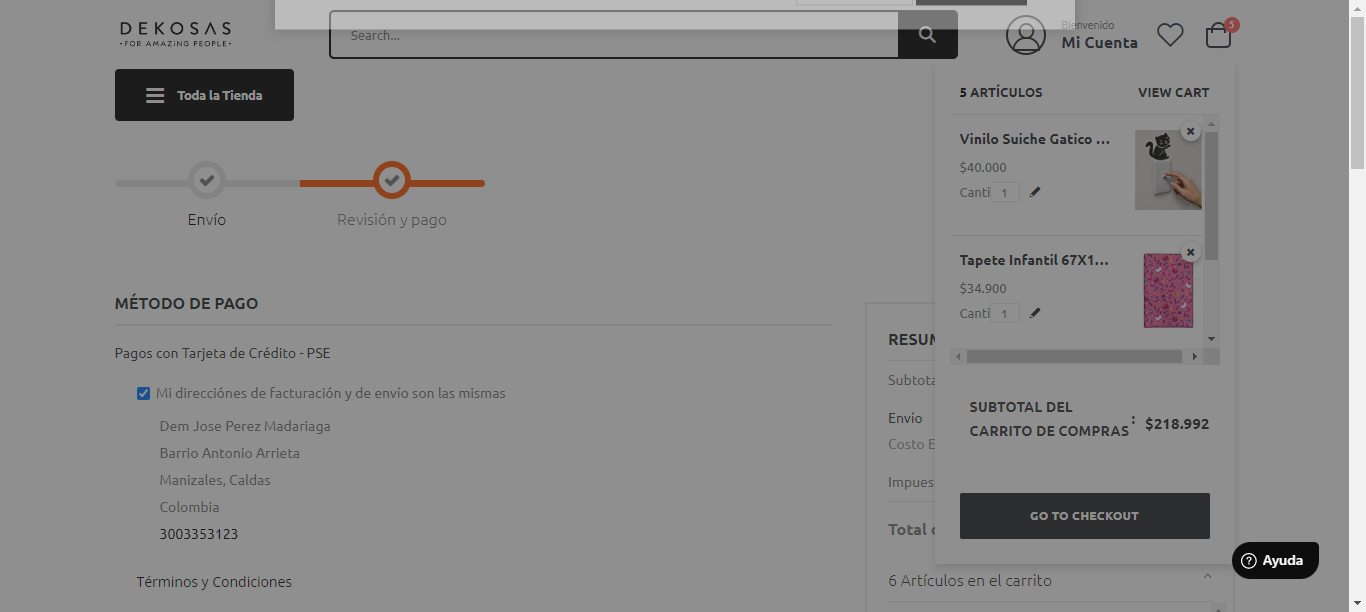 DEKOSAS
•FOR AMAZING PEOPLE•
Search...
Bienvenido
Mi Cuenta
5
Toda la Tienda
5 ARTÍCULOS
VIEW CART
Vinilo Suiche Gatico ...
$40.000
Canti 1
Tapete Infantil 67X1...
$34.900
Canti 1
SUBTOTAL DEL
CARRITO DE COMPRAS : $218.992
GO TO CHECKOUT
Envío
Revisión y pago
MÉTODO DE PAGO
Pagos con Tarjeta de Crédito - PSE
Mi direcciónes de facturación y de envío son las mismas
Dem Jose Perez Madariaga
Barrio Antonio Arrieta
Manizales, Caldas
Colombia
3003353123
Términos y Condiciones
RESUM
Subtota
Envío
Costo E
Impues
Total
6 Artículos en el carrito
Ayuda